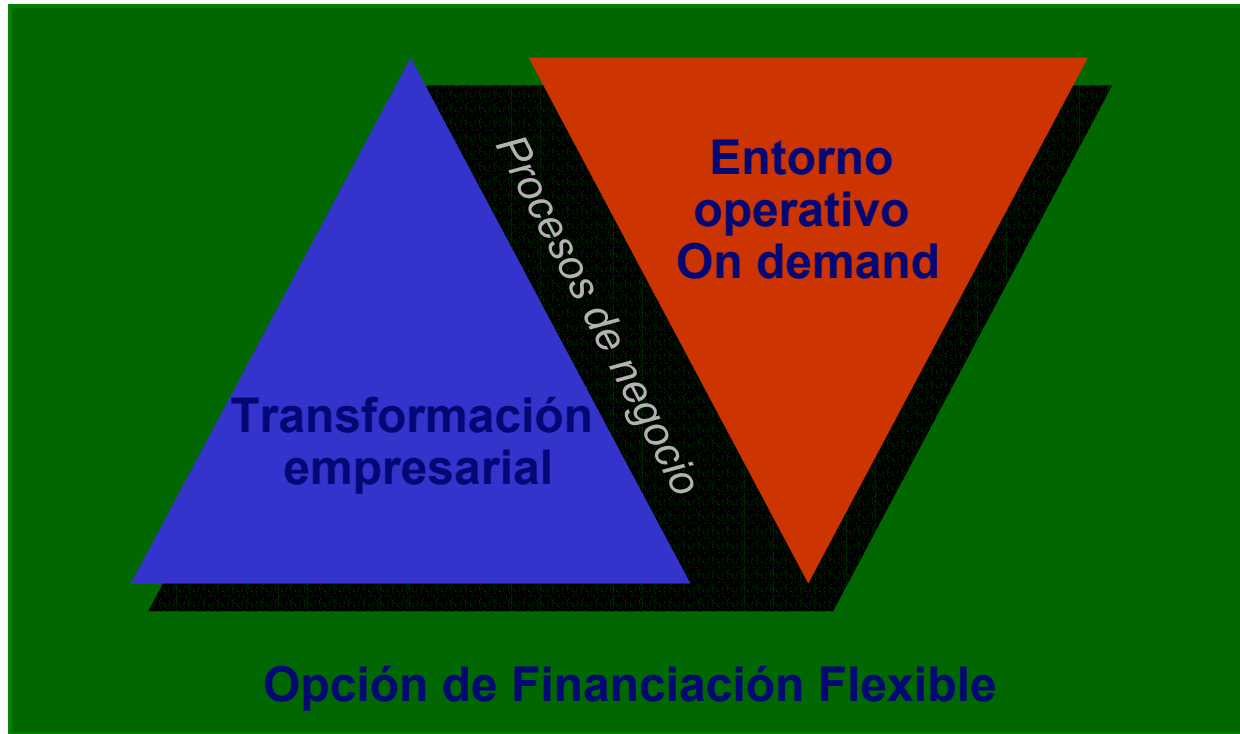 Entorno
operativo
On demand
Procesos de negocio
Transformación
empresarial
Opción de Financiación Flexible